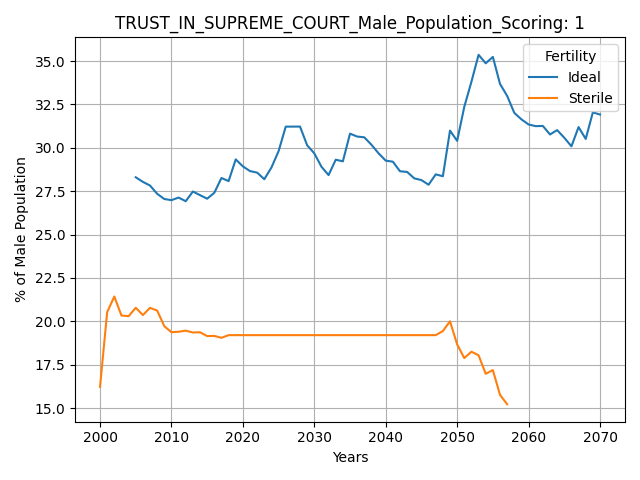 TRUST_IN_SUPREME_COURT_Male_Population_Scoring: 1
Fertility
Ideal
Sterile
% of Male Population
35.0
32.5
30.0
27.5
25.0
22.5
20.0
17.5
15.0
2000 2010 2020 2030 2040 2050 2060 2070
Years